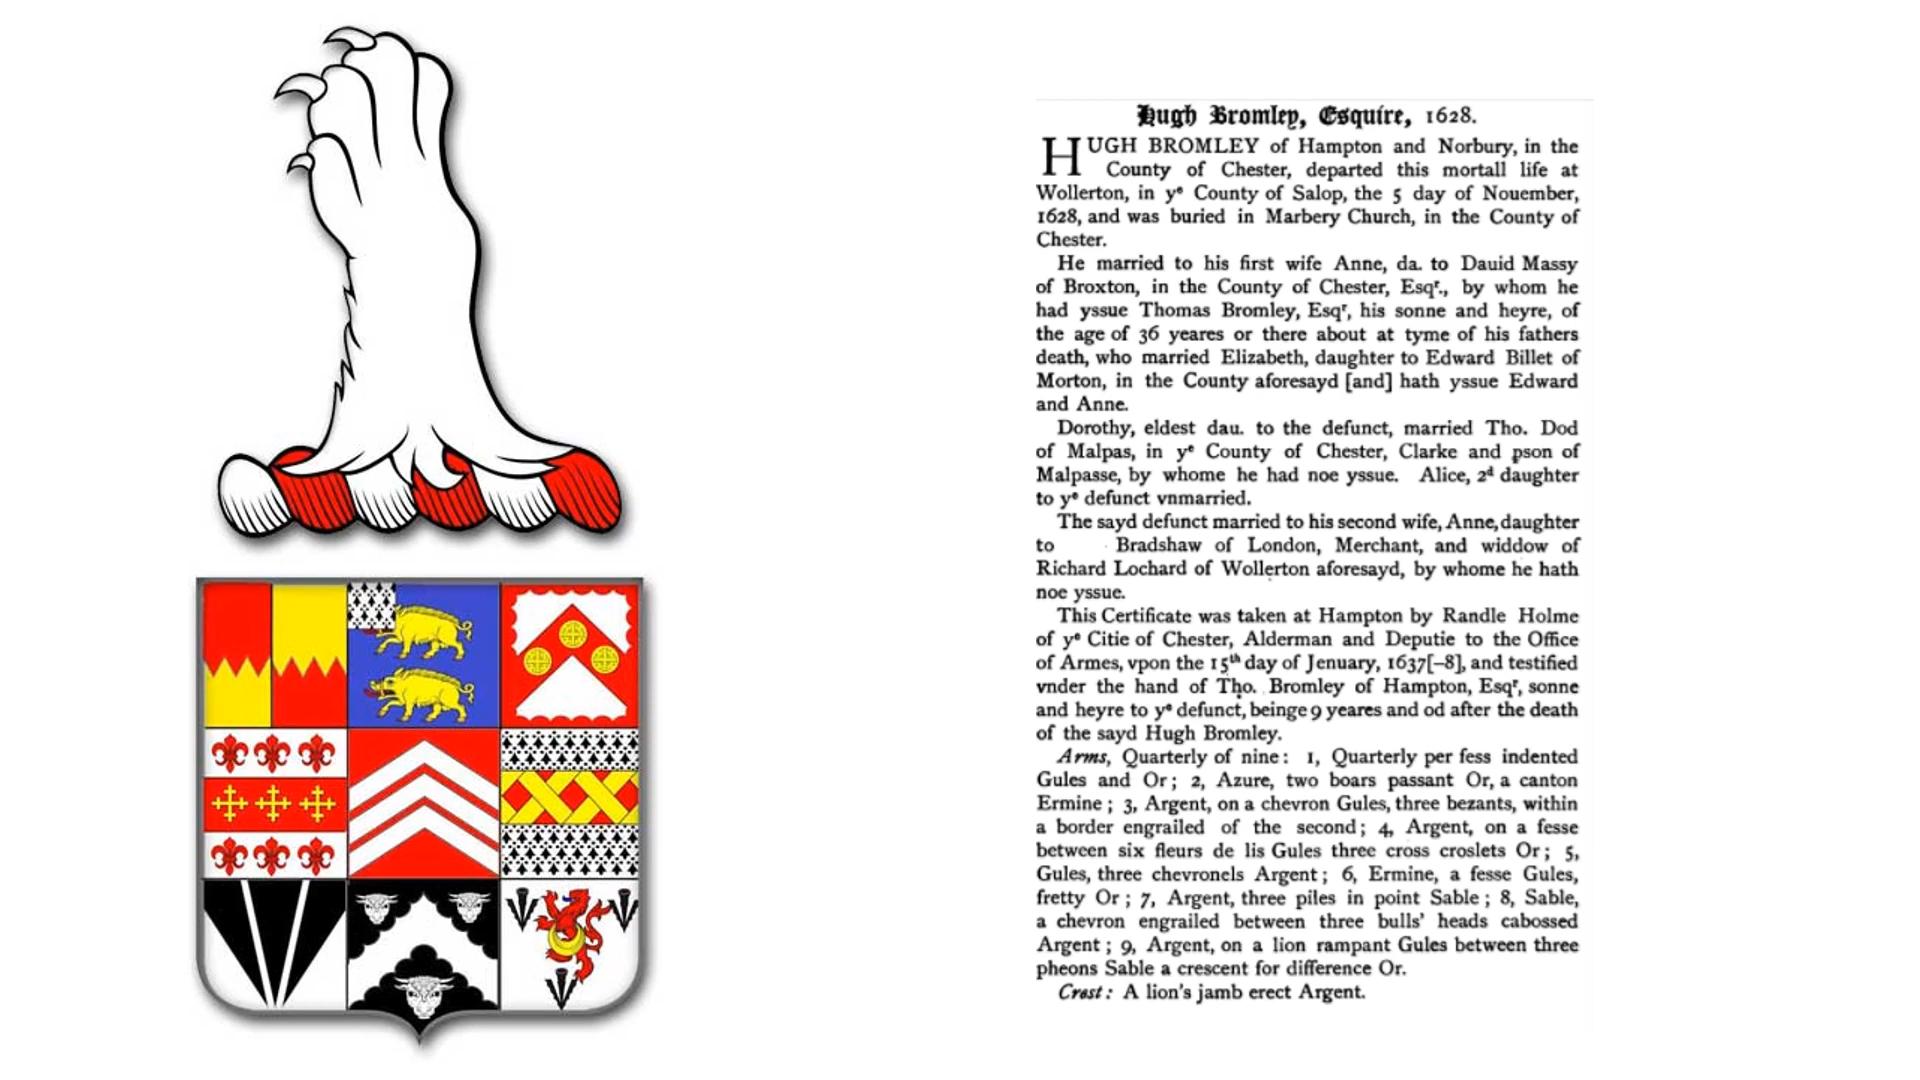 Hugh Bromley, Esquire, 1628.
HUGH BROMLEY of Hampton and Norbury, in the
County of Chester, departed this mortall life at
Wollerton, in yᵉ County of Salop, the 5 day of Nouember,
1628, and was buried in Marbery Church, in the County of
Chester.
He married to his first wife Anne, da. to Dauid Massy
of Broxton, in the County of Chester, Esqʳ., by whom he
had yssue Thomas Bromley, Esqʳ, his sonne and heyre, of
the age of 36 yeares or there about at tyme of his fathers
death, who married Elizabeth, daughter to Edward Billet of
Morton, in the County aforesayd [and] hath yssue Edward
and Anne.
Dorothy, eldest dau. to the defunct, married Tho. Dod
of Malpas, in yᵉ County of Chester, Clarke and pson of
Malpasse, by whome he had noe yssue. Alice, 2ᵈ daughter
to yᵉ defunct vnmarried.
The sayd defunct married to his second wife, Anne, daughter
to Bradshaw of London, Merchant, and widdow of
Richard Lochard of Wollerton aforesayd, by whome he hath
noe yssue.
This Certificate was taken at Hampton by Randle Holme
of yᵉ Citie of Chester, Alderman and Deputie to the Office
of Armes, vpon the 15ᵗʰ day of Jenuary, 1637[–8], and testified
vnder the hand of Tho. Bromley of Hampton, Esqʳ, sonne
and heyre to yᵉ defunct, beinge 9 yeares and od after the death
of the sayd Hugh Bromley.
Arms, Quarterly of nine: 1, Quarterly per fess indented
Gules and Or; 2, Azure, two boars passant Or, a canton
Ermine; 3, Argent, on a chevron Gules, three bezants, within
a border engrailed of the second; 4, Argent, on a fesse
between six fleurs de lis Gules three cross croslets Or; 5,
Gules, three chevronels Argent; 6, Ermine, a fesse Gules,
fretty Or; 7, Argent, three piles in point Sable; 8, Sable,
a chevron engrailed between three bulls' heads cabossed
Argent; 9, Argent, on a lion rampant Gules between three
pheons Sable a crescent for difference Or.
Crest: A lion's jamb erect Argent.